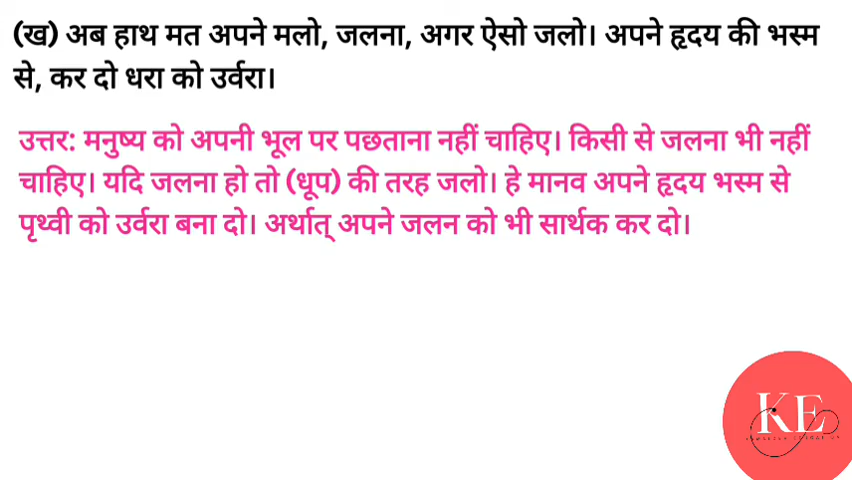 (ख) अब हाथ मत अपने मलो, जलना, अगर ऐसो जलो। अपने हृदय की भस्म
से, कर दो धरा को उर्वरा।
उत्तर: मनुष्य को अपनी भूल पर पछताना नहीं चाहिए। किसी से जलना भी नहीं
चाहिए। यदि जलना हो तो (धूप) की तरह जलो। हे मानव अपने हृदय भस्म से
पृथ्वी को उर्वरा बना दो। अर्थात् अपने जलन को भी सार्थक कर दो।
KE